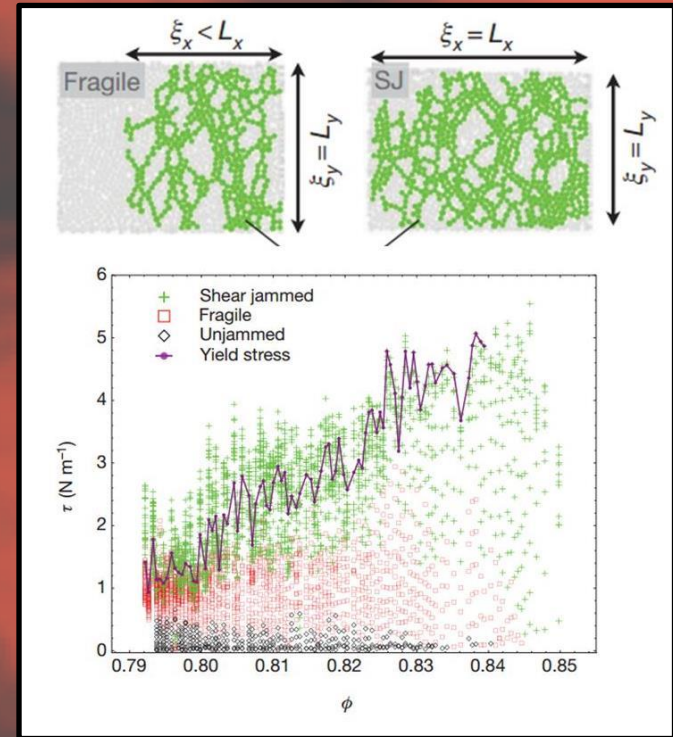 ξx < Lx
ξx = Lx
Fragile
SJ
ξy = Ly
ξy = Ly
6
5
4
3
2
1
0
τ (N m⁻¹)
Shear jammed
Fragile
Unjammed
Yield stress
0.79 0.80 0.81 0.82 0.83 0.84 0.85
ϕ